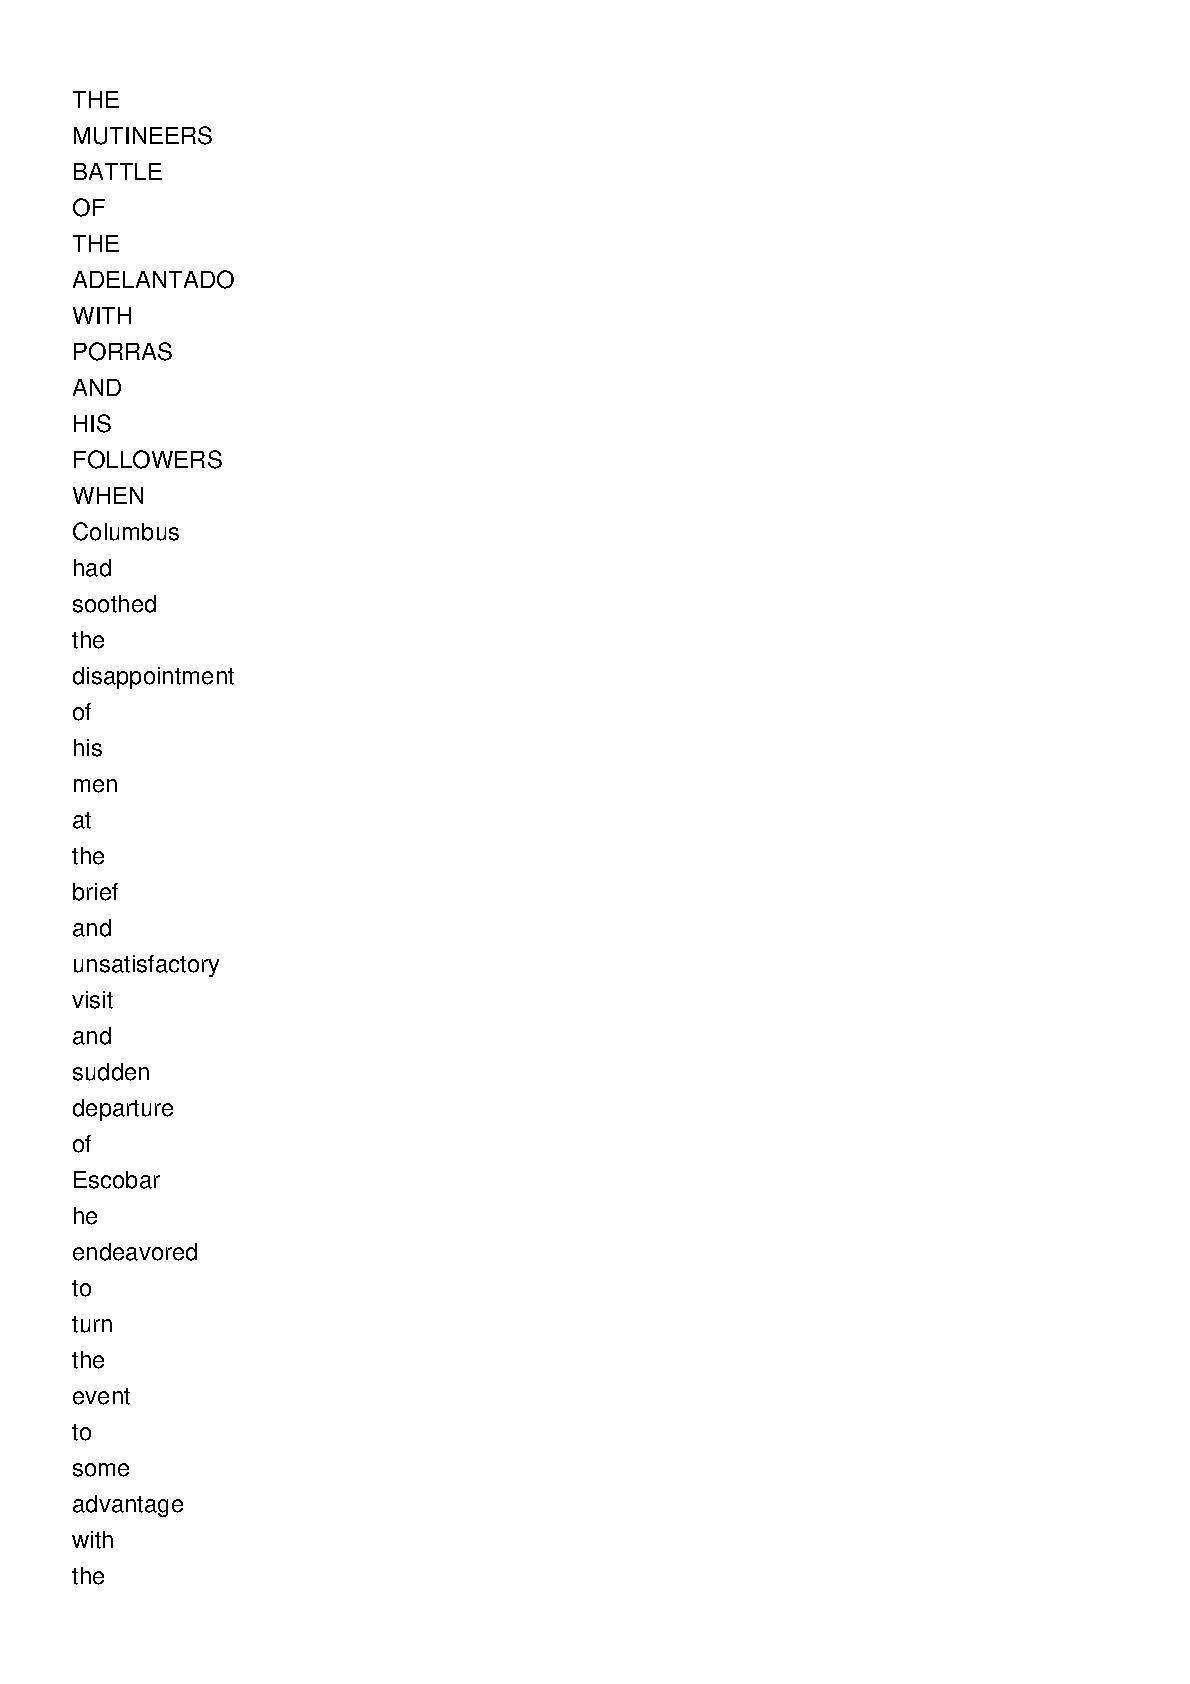 THE
MUTINEERS
BATTLE
OF
THE
ADELANTADO
WITH
PORRAS
AND
HIS
FOLLOWERS
WHEN
Columbus
had
soothed
the
disappointment
of
his
men
at
the
brief
and
unsatisfactory
visit
and
sudden
departure
of
Escobar
he
endeavored
to
turn
the
event
to
some
advantage
with
the